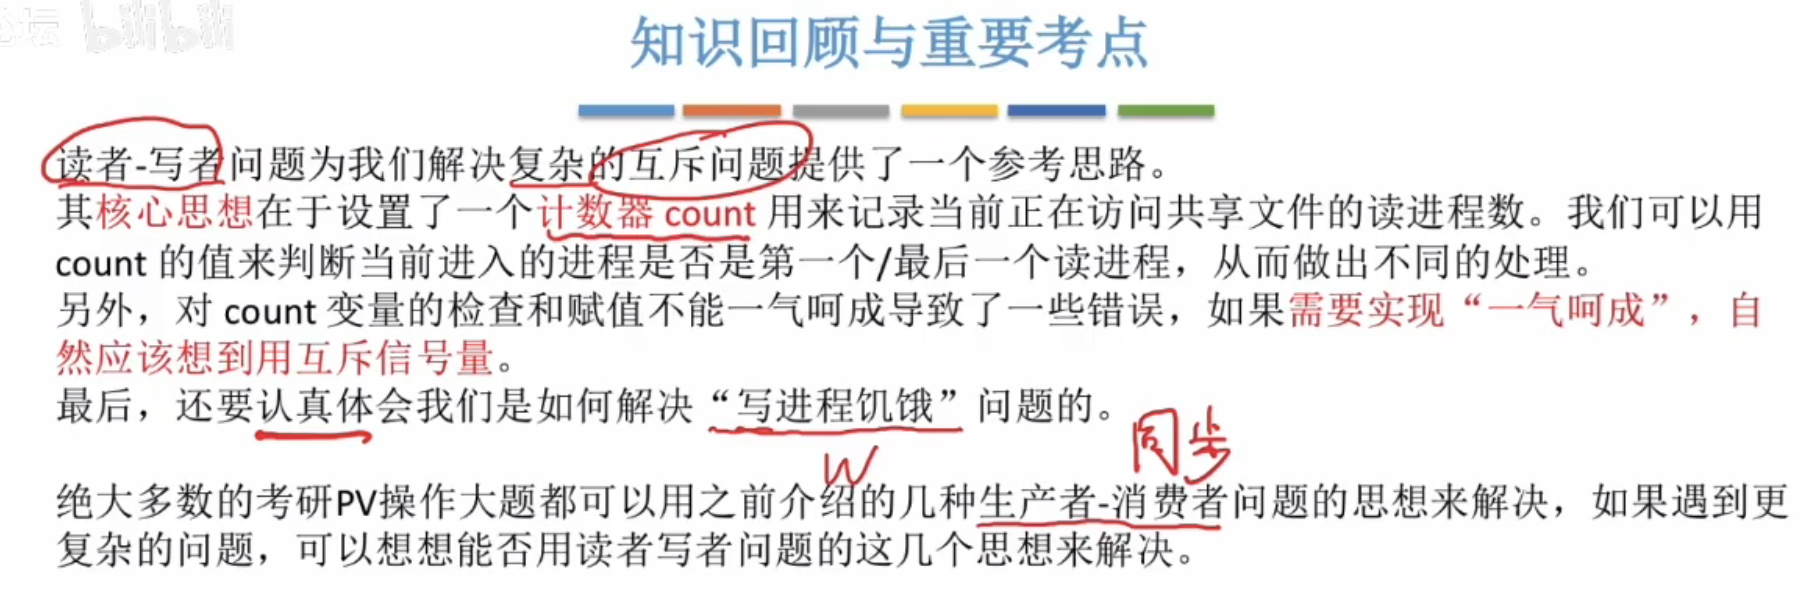 坛 bilibili
知识回顾与重要考点
读者-写者问题为我们解决复杂的互斥问题提供了一个参考思路。
其核心思想在于设置了一个计数器 count 用来记录当前正在访问共享文件的读进程数。我们可以用
count 的值来判断当前进入的进程是否是第一个/最后一个读进程，从而做出不同的处理。
另外，对 count 变量的检查和赋值不能一气呵成导致了一些错误，如果需要实现“一气呵成”，自
然应该想到用互斥信号量。
最后，还要认真体会我们是如何解决“写进程饥饿”问题的。
同步
W
绝大多数的考研PV操作大题都可以用之前介绍的几种生产者-消费者问题的思想来解决，如果遇到更
复杂的问题，可以想想能否用读者写者问题的这几个思想来解决。